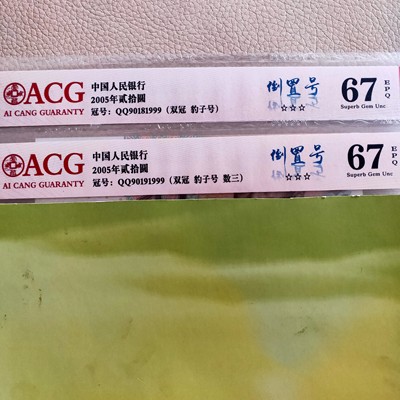 ACG
AI CANG GUARANTY
中国人民银行
2005年贰拾圆
冠号：QQ90181999（双冠 豹子号）
倒置号
☆☆☆
67
EPQ
Superb Gem Unc
ACG
AI CANG GUARANTY
中国人民银行
2005年贰拾圆
冠号：QQ90191999（双冠 豹子号 数三）
倒置号
☆☆☆
67
EPQ
Superb Gem Unc